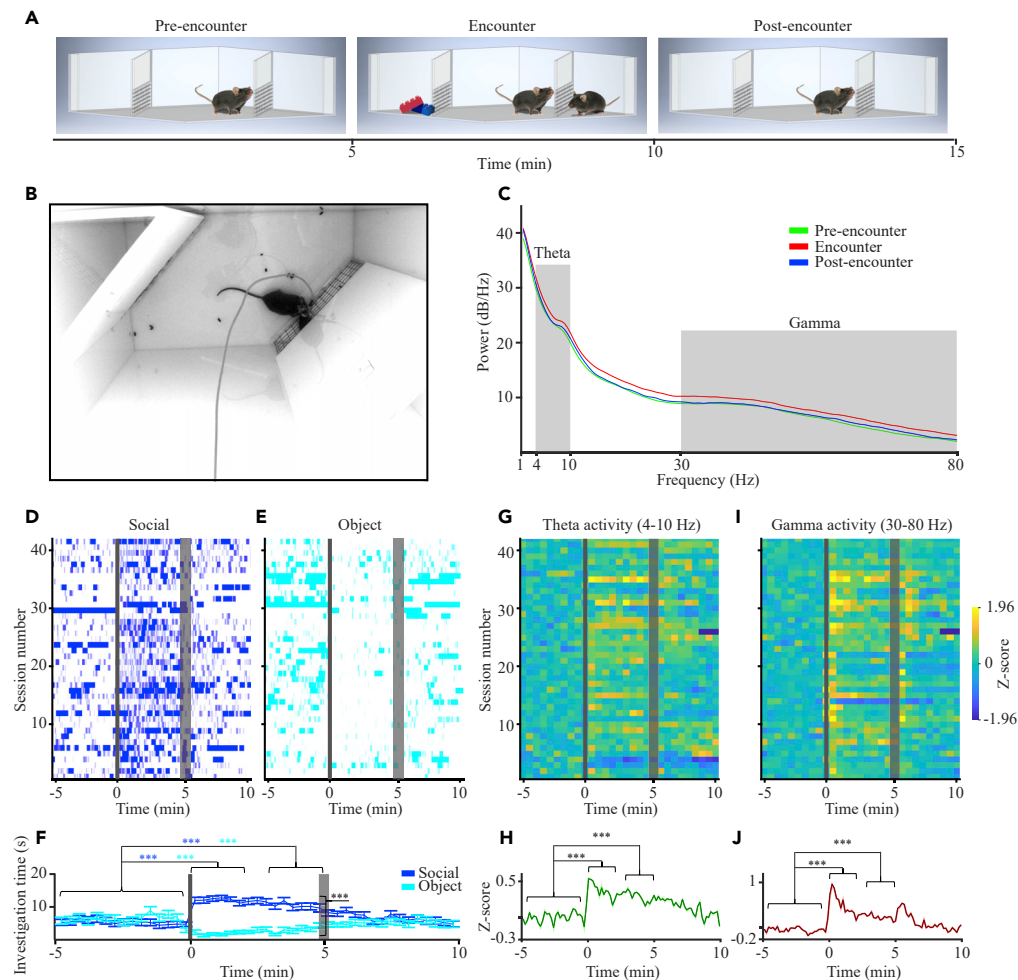 A
Pre-encounter
Encounter
Post-encounter
5
10
15
Time (min)
B
C
40
30
20
10
Power (dB/Hz)
Theta
Gamma
Pre-encounter
Encounter
Post-encounter
1 4 10 30 80
Frequency (Hz)
D
Social
40
30
20
10
Session number
-5 0 5 10
Time (min)
E
Object
-5 0 5 10
Time (min)
G
Theta activity (4-10 Hz)
40
30
20
10
Session number
-5 0 5 10
Time (min)
I
Gamma activity (30-80 Hz)
-5 0 5 10
Time (min)
1.96
0
-1.96
Z-score
F
*** ***
*** ***
***
Social
Object
20
10
Investigation time (s)
-5 0 5 10
Time (min)
H
***
***
0.5
-0.3
Z-score
-5 0 5 10
Time (min)
J
***
***
1
-0.2
-5 0 5 10
Time (min)